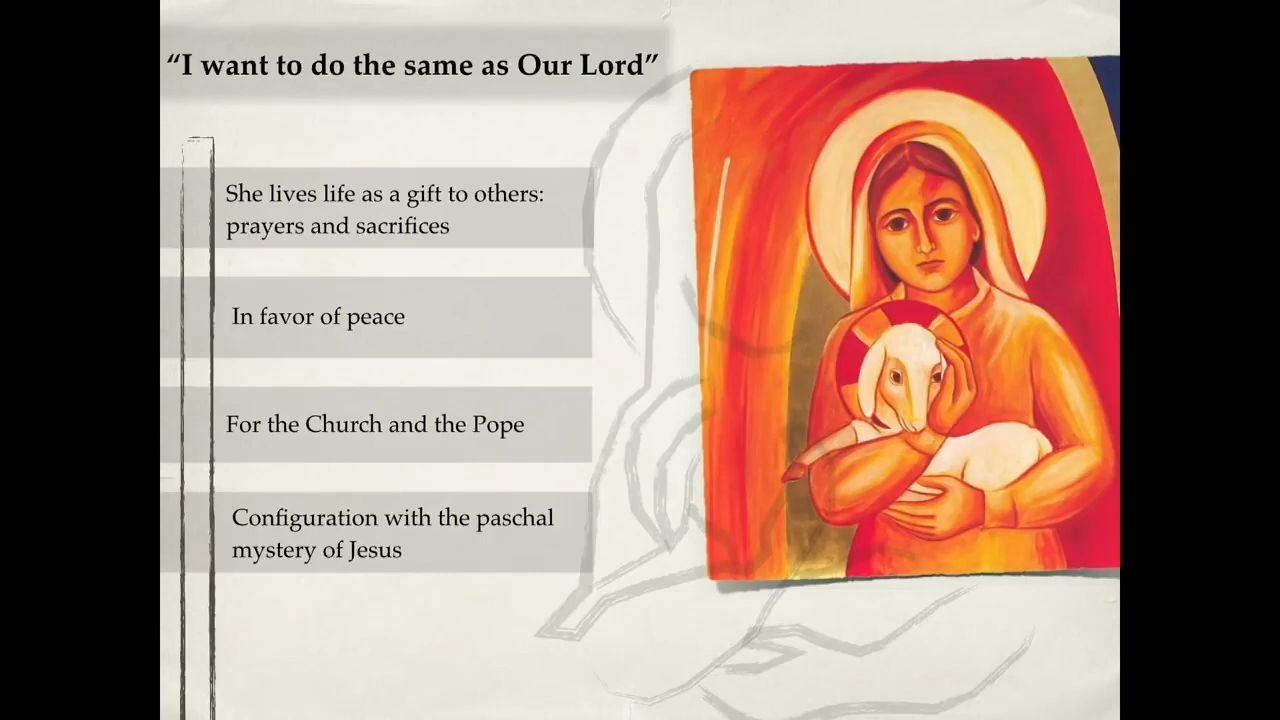 “I want to do the same as Our Lord”
She lives life as a gift to others:
prayers and sacrifices
In favor of peace
For the Church and the Pope
Configuration with the paschal
mystery of Jesus